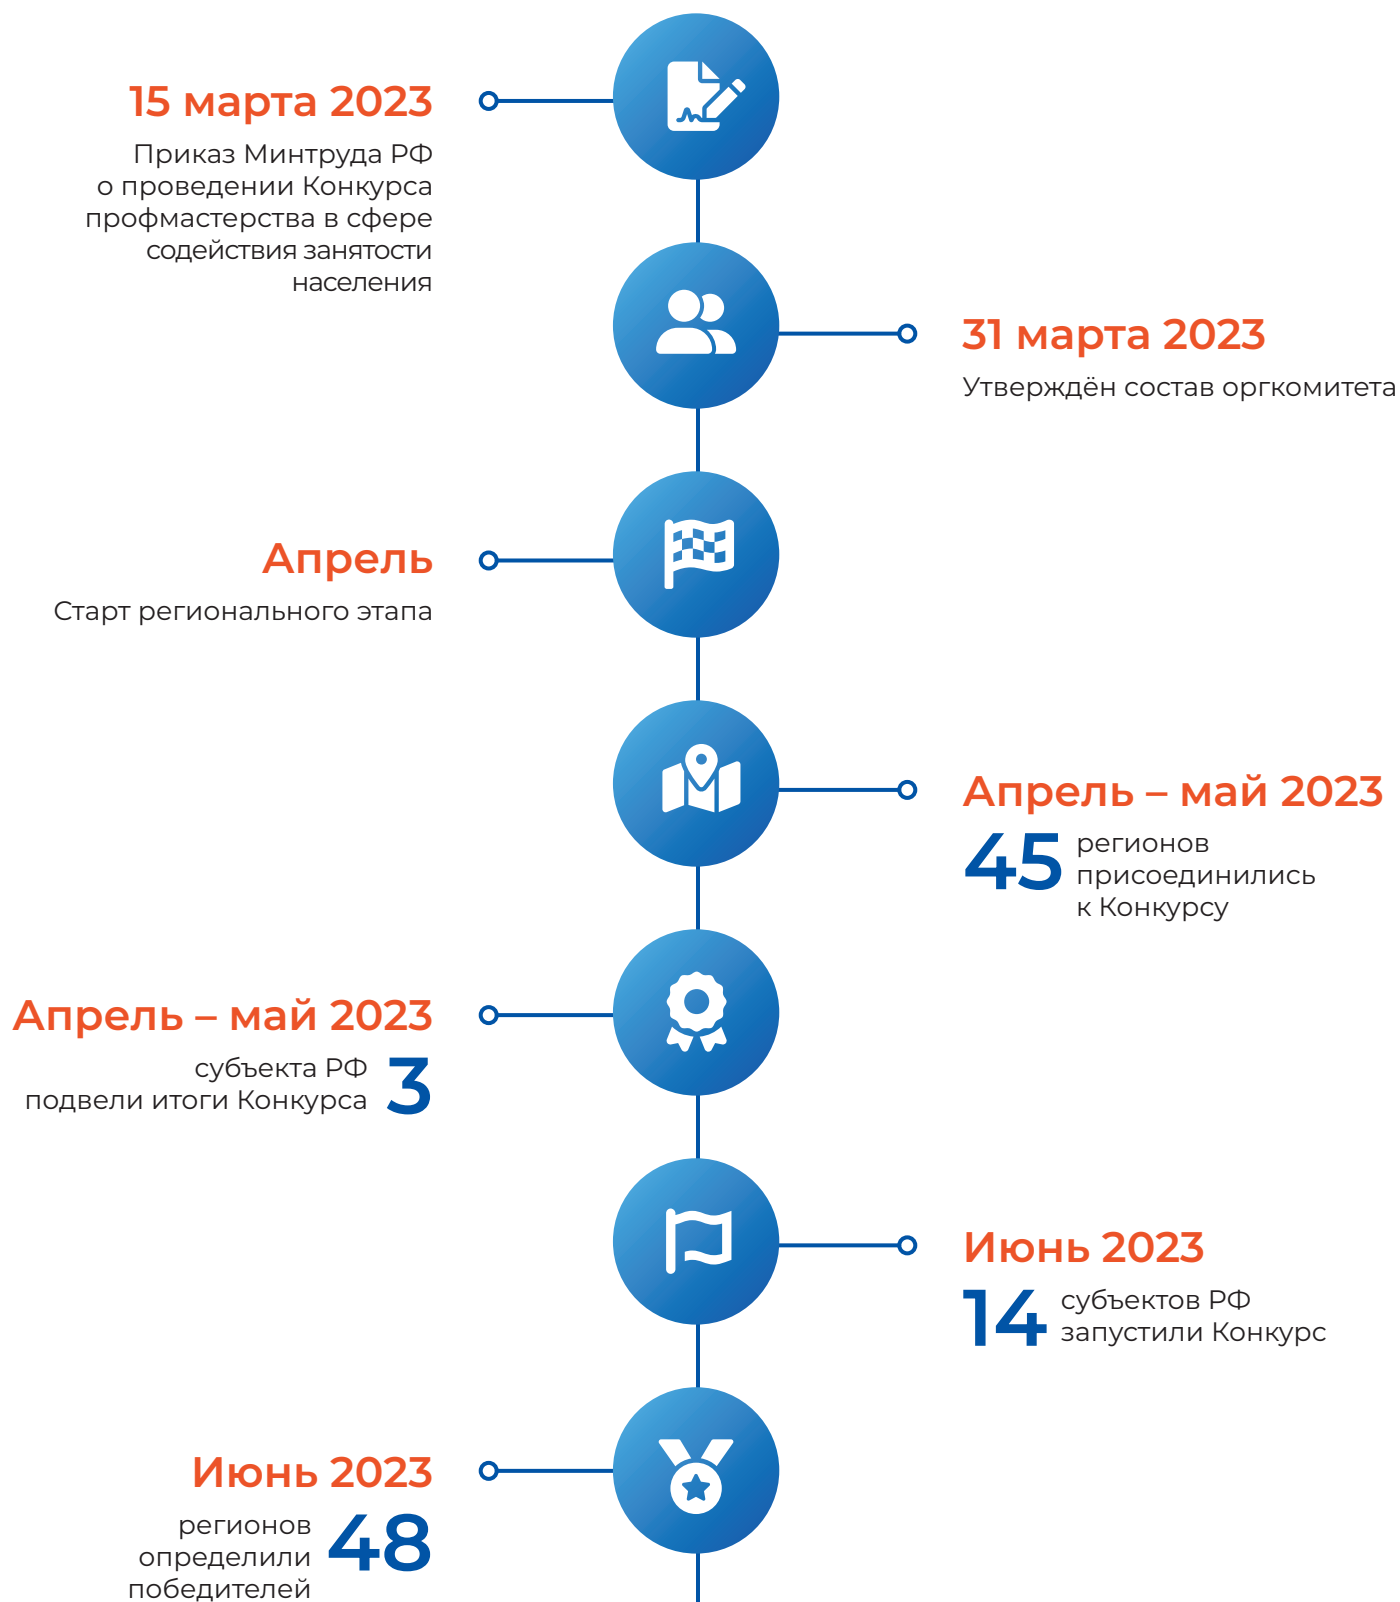 15 марта 2023
Приказ Минтруда РФ
о проведении Конкурса
профмастерства в сфере
содействия занятости
населения
31 марта 2023
Утверждён состав оргкомитета
Апрель
Старт регионального этапа
Апрель – май 2023
45 регионов
присоединились
к Конкурсу
Апрель – май 2023
субъекта РФ 3
подвели итоги Конкурса
Июнь 2023
14 субъектов РФ
запустили Конкурс
Июнь 2023
регионов 48
определили
победителей